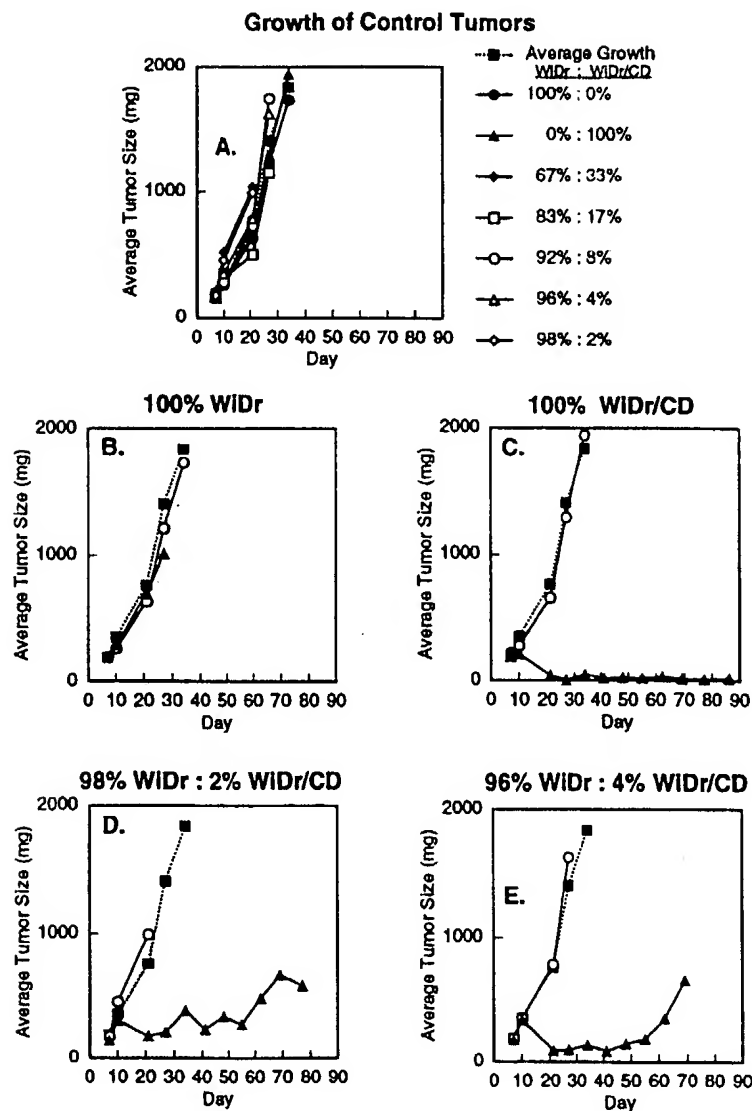 Growth of Control Tumors
Average Growth
WiDr : WiDr/CD
100% : 0%
0% : 100%
67% : 33%
83% : 17%
92% : 8%
96% : 4%
98% : 2%
A.
Average Tumor Size (mg)
2000
1000
0
0 10 20 30 40 50 60 70 80 90
Day
100% WiDr
B.
Average Tumor Size (mg)
2000
1000
0
0 10 20 30 40 50 60 70 80 90
Day
100% WiDr/CD
C.
Average Tumor Size (mg)
2000
1000
0
0 10 20 30 40 50 60 70 80 90
Day
98% WiDr : 2% WiDr/CD
D.
Average Tumor Size (mg)
2000
1000
0
0 10 20 30 40 50 60 70 80 90
Day
96% WiDr : 4% WiDr/CD
E.
Average Tumor Size (mg)
2000
1000
0
0 10 20 30 40 50 60 70 80 90
Day